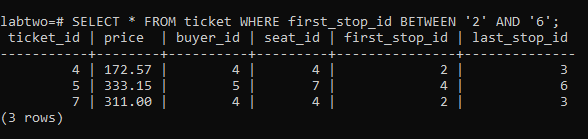 labtwo=# SELECT * FROM ticket WHERE first_stop_id BETWEEN '2' AND '6';
 ticket_id | price  | buyer_id | seat_id | first_stop_id | last_stop_id
-----------+--------+----------+---------+---------------+--------------
         4 | 172.57 |        4 |       4 |             2 |            3
         5 | 333.15 |        5 |       7 |             4 |            6
         7 | 311.00 |        4 |       4 |             2 |            3
(3 rows)